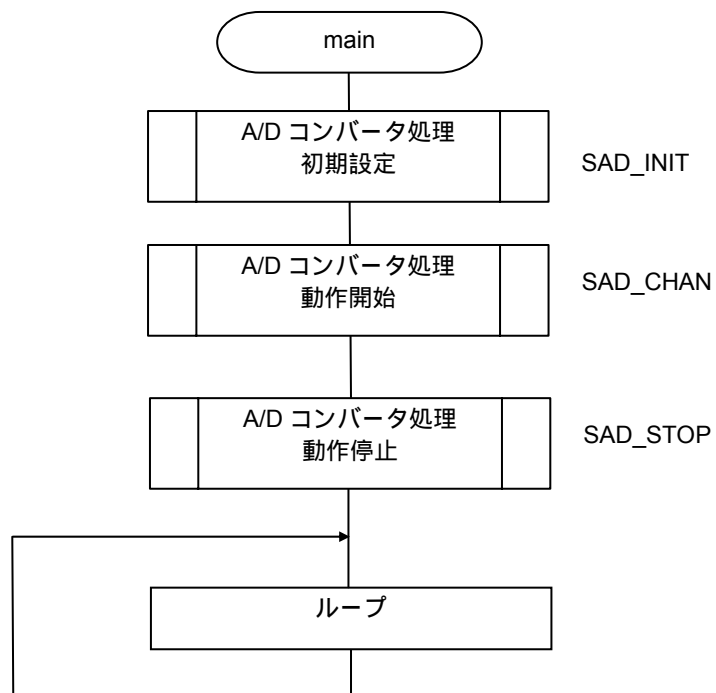 main
A/D コンバータ処理
初期設定
SAD_INIT
A/D コンバータ処理
動作開始
SAD_CHAN
A/D コンバータ処理
動作停止
SAD_STOP
ループ